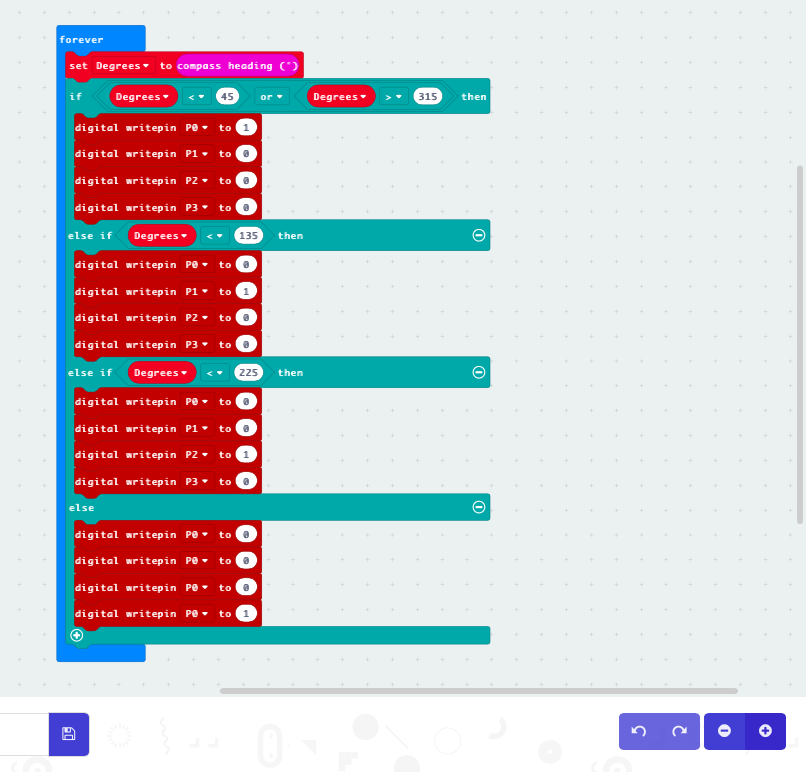 forever
set Degrees to compass heading (°)
if Degrees < 45 or Degrees > 315 then
digital writepin P0 to 1
digital writepin P1 to 0
digital writepin P2 to 0
digital writepin P3 to 0
else if Degrees < 135 then
digital writepin P0 to 0
digital writepin P1 to 1
digital writepin P2 to 0
digital writepin P3 to 0
else if Degrees < 225 then
digital writepin P0 to 0
digital writepin P1 to 0
digital writepin P2 to 1
digital writepin P3 to 0
else
digital writepin P0 to 0
digital writepin P0 to 0
digital writepin P0 to 0
digital writepin P0 to 1